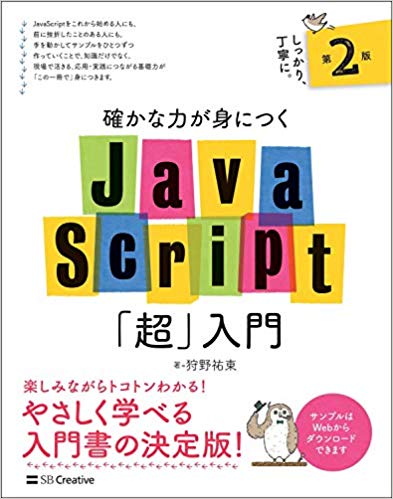 JavaScriptをこれから始める人にも、
前に挫折したことある人にも。
手を動かしてサンプルをひとつずつ
作っていくことで、知識だけでなく、
現場で活きる、応用・実践につながる基礎力が
「この一冊で」身につきます。
しっかり、
丁寧に。
第2版
確かな力が身につく
Java
Script
「超」入門
著・狩野祐東
楽しみながらトコトンわかる!
やさしく学べる
入門書の決定版!
サンプルは
Webから
ダウンロード
できます
SB Creative